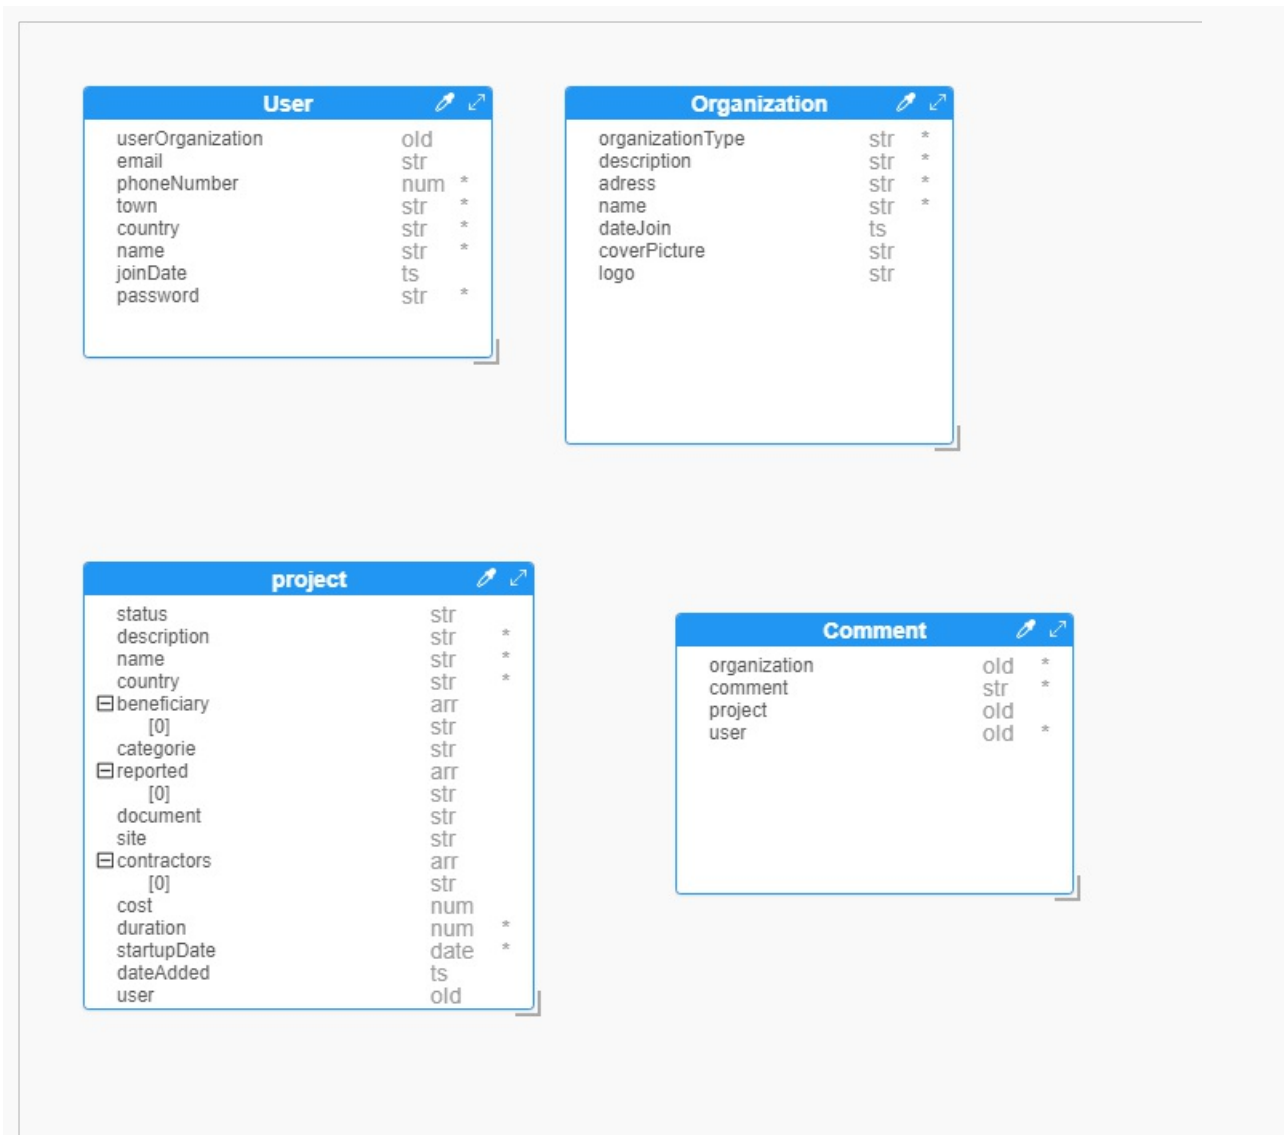 User
userOrganization oId
email str
phoneNumber num *
town str *
country str *
name str *
joinDate ts
password str *
Organization
organizationType str *
description str *
adress str *
name str *
dateJoin ts
coverPicture str
logo str
project
status str
description str *
name str *
country str *
beneficiary arr
[0] str
categorie str
reported arr
[0] str
document str
site str
contractors arr
[0] str
cost num
duration num *
startupDate date *
dateAdded ts
user oId
Comment
organization oId *
comment str *
project oId
user oId *